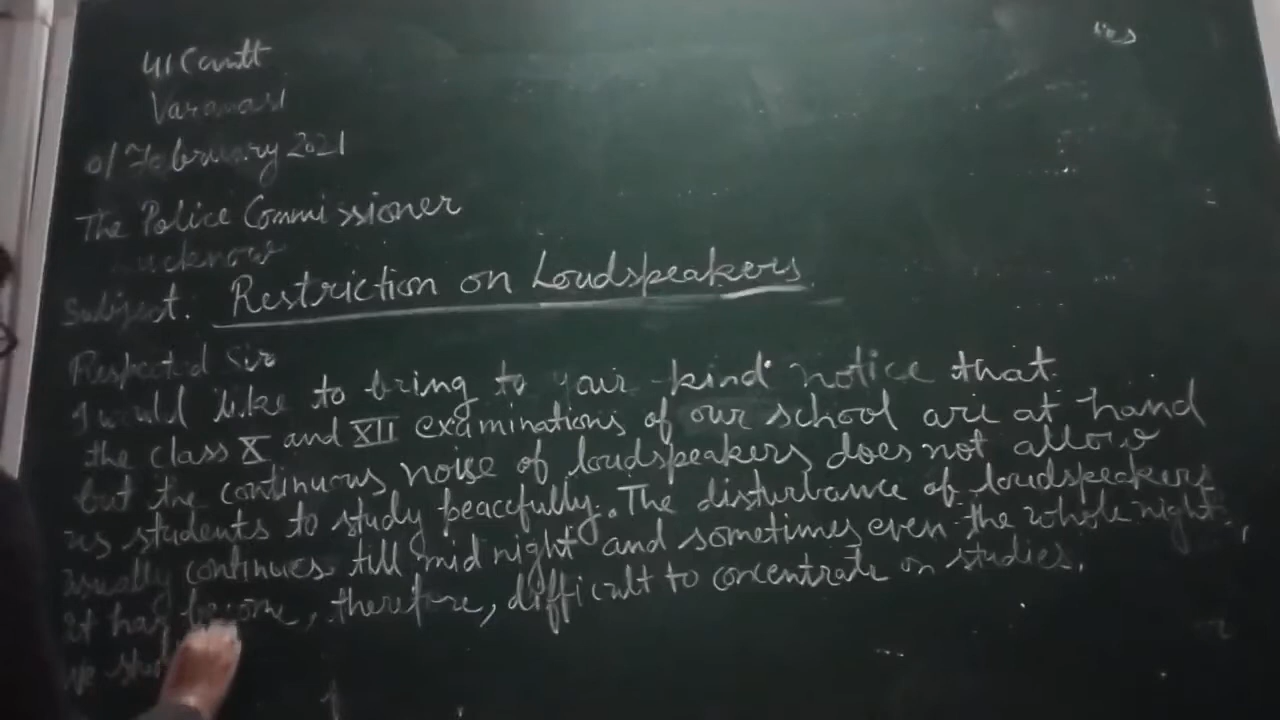 41 Cantt
Varanasi
01 February 2021
The Police Commissioner
Lucknow
Subject: Restriction on Loudspeakers
Respected Sir
I would like to bring to your kind notice that
the class X and XII examinations of our school are at hand
but the continuous noise of loudspeakers does not allow
us students to study peacefully. The disturbance of loudspeakers
usually continues till mid night and sometimes even the whole night.
it has become, therefore, difficult to concentrate on studies.
we